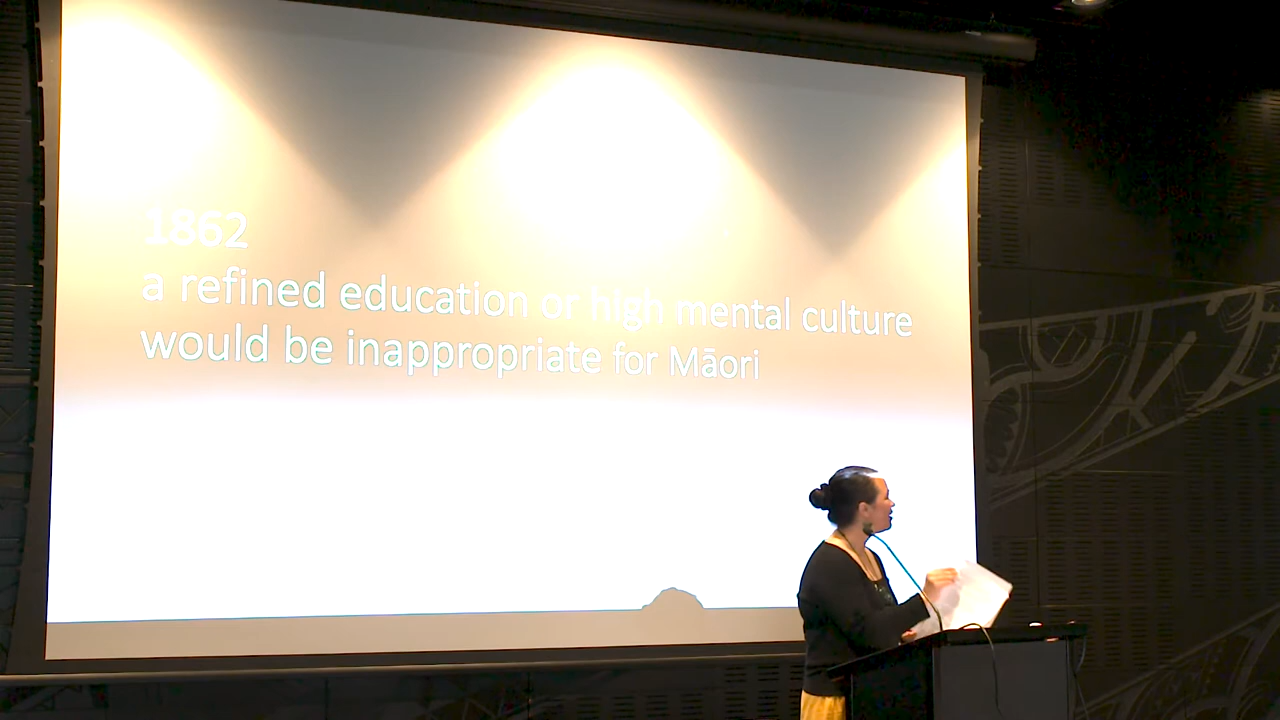 1862
a refined education or high mental culture
would be inappropriate for Māori